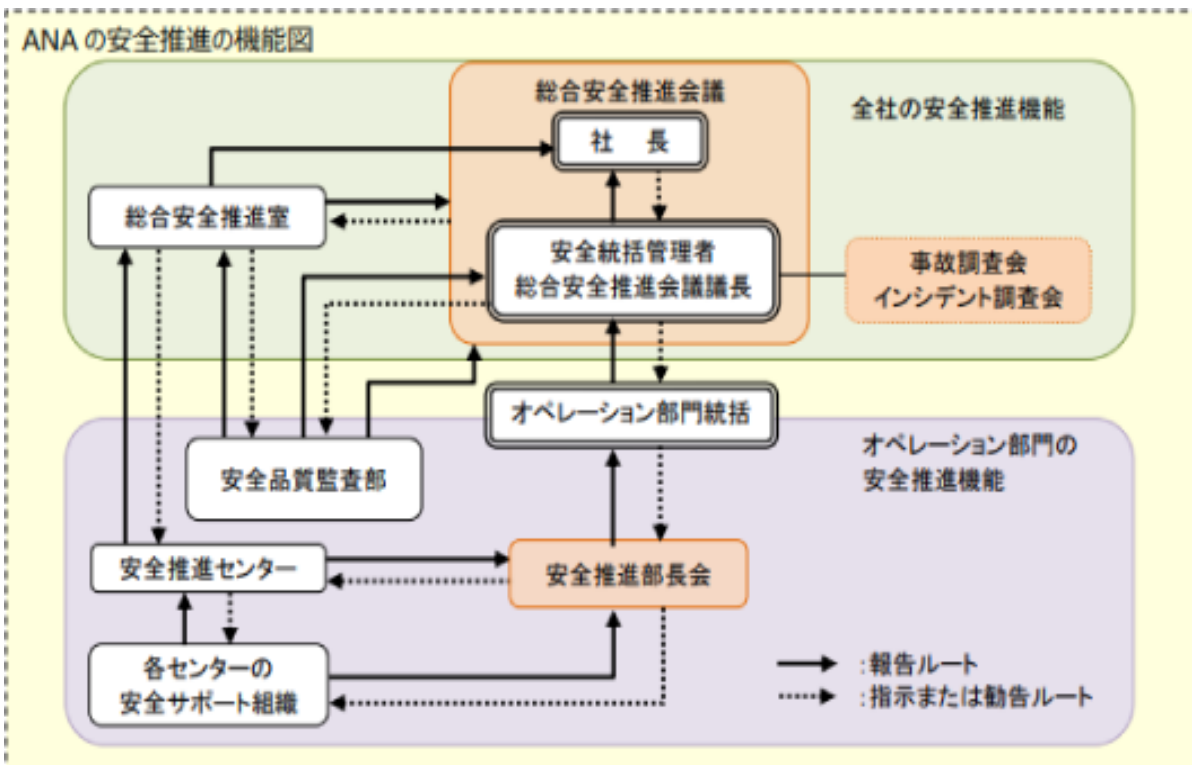 ANAの安全推進の機能図
総合安全推進会議
全社の安全推進機能
社　長
総合安全推進室
安全統括管理者
総合安全推進会議議長
事故調査会
インシデント調査会
オペレーション部門統括
オペレーション部門の
安全推進機能
安全品質監査部
安全推進センター
安全推進部長会
各センターの
安全サポート組織
:報告ルート
:指示または勧告ルート